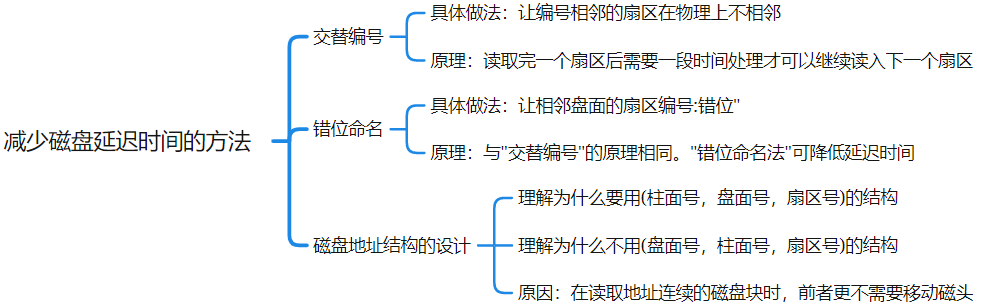 减少磁盘延迟时间的方法
交替编号
具体做法：让编号相邻的扇区在物理上不相邻
原理：读取完一个扇区后需要一段时间处理才可以继续读入下一个扇区
错位命名
具体做法：让相邻盘面的扇区编号:错位"
原理：与"交替编号"的原理相同。"错位命名法"可降低延迟时间
磁盘地址结构的设计
理解为什么要用(柱面号，盘面号，扇区号)的结构
理解为什么不用(盘面号，柱面号，扇区号)的结构
原因：在读取地址连续的磁盘块时，前者更不需要移动磁头